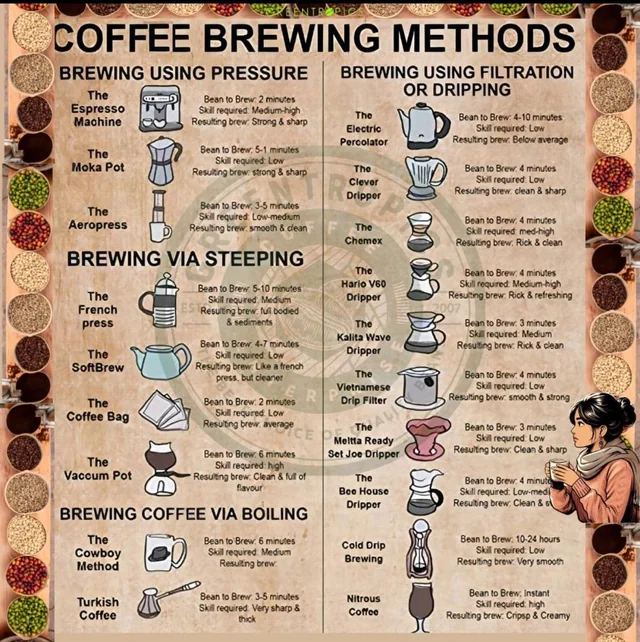 GREENTROPICS
COFFEE BREWING METHODS
BREWING USING PRESSURE
The
Espresso
Machine
Bean to Brew: 2 minutes
Skill required: Medium-high
Resulting brew: Strong & sharp
The
Moka Pot
Bean to Brew: 5-1 minutes
Skill required: Low
Resulting brew: strong & sharp
The
Aeropress
Bean to Brew: 3-5 minutes
Skill required: Low-medium
Resulting brew: smooth & clean
BREWING VIA STEEPING
The
French
press
Bean to Brew: 5-10 minutes
Skill required: Medium
Resulting brew: full bodied
& sediments
The
SoftBrew
Bean to Brew: 4-7 minutes
Skill required: Low
Resulting brew: Like a french
press, but cleaner
The
Coffee Bag
Bean to Brew: 2 minutes
Skill required: Low
Resulting brew: average
The
Vaccum Pot
Bean to Brew: 6 minutes
Skill required: high
Resulting brew: Clean & full of
flavour
BREWING COFFEE VIA BOILING
The
Cowboy
Method
Bean to Brew: 6 minutes
Skill required: Medium
Resulting brew:
Turkish
Coffee
Bean to Brew: 3-5 minutes
Skill required: Very sharp &
thick
BREWING USING FILTRATION
OR DRIPPING
The
Electric
Percolator
Bean to Brew: 4-10 minutes
Skill required: Low
Resulting brew: Below average
The
Clever
Dripper
Bean to Brew: 4 minutes
Skill required: Low
Resulting brew: clean & sharp
The
Chemex
Bean to Brew: 4 minutes
Skill required: med-high
Resulting brew: Rick & clean
The
Hario V60
Dripper
Bean to Brew: 4 minutes
Skill required: Medium-high
Resulting brew: Rick & refreshing
The
Kalita Wave
Dripper
Bean to Brew: 3 minutes
Skill required: Medium
Resulting brew: Rick & clean
The
Vietnamese
Drip Filter
Bean to Brew: 4 minutes
Skill required: Low
Resulting brew: smooth & strong
The
Meltta Ready
Set Joe Dripper
Bean to Brew: 3 minutes
Skill required: Low
Resulting brew: Clean & sharp
The
Bee House
Dripper
Bean to Brew: 4 minute
Skill required: Low-medi
Resulting brew: Clean & s
Cold Drip
Brewing
Bean to Brew: 10-24 hours
Skill required: Low
Resulting brew: Very smooth
Nitrous
Coffee
Bean to Brew: Instant
Skill required: high
Resulting brew: Cripsp & Creamy